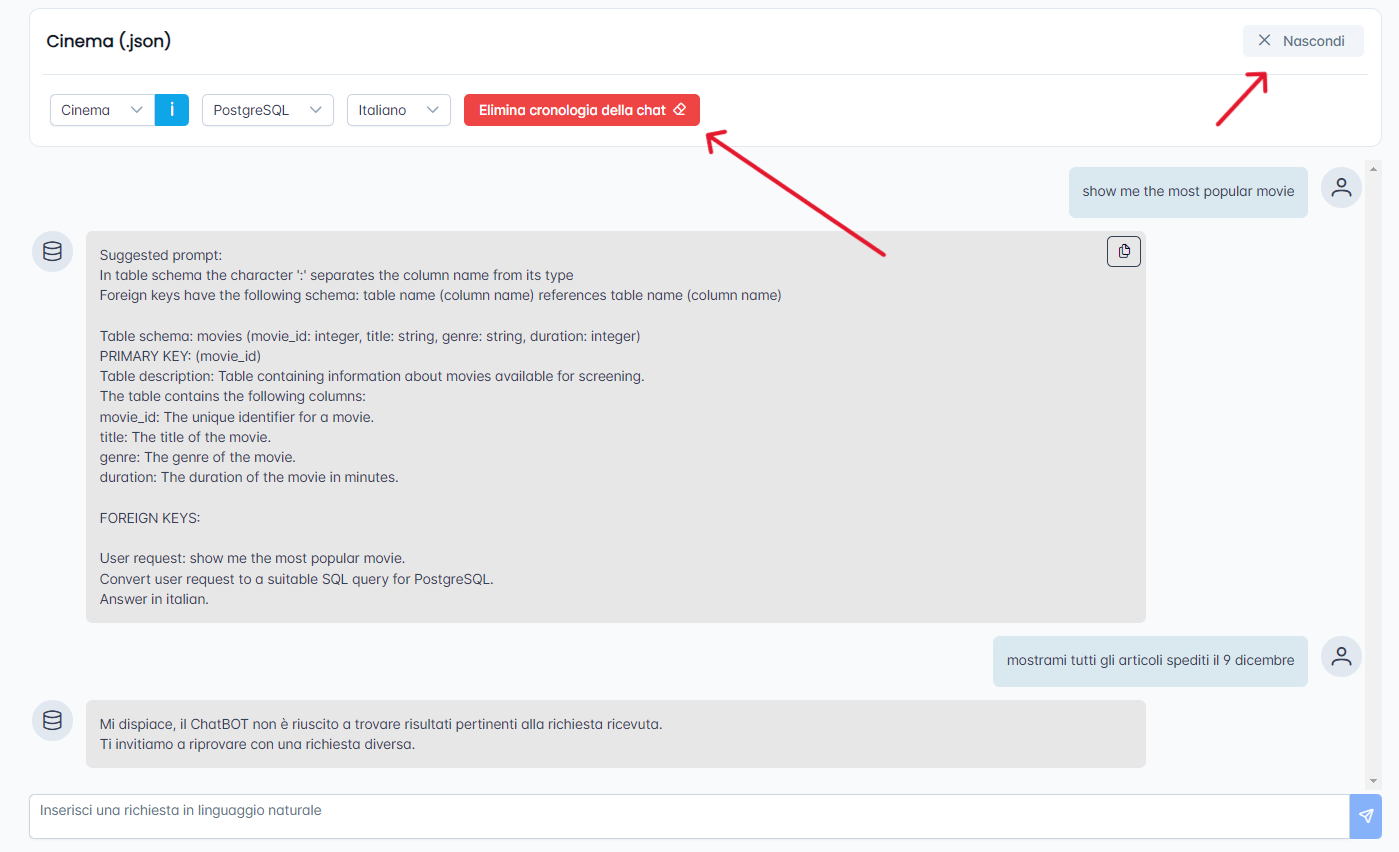 Cinema (.json)
Nascondi
Cinema
i
PostgreSQL
Italiano
Elimina cronologia della chat
show me the most popular movie
Suggested prompt:
In table schema the character ':' separates the column name from its type
Foreign keys have the following schema: table name (column name) references table name (column name)
Table schema: movies (movie_id: integer, title: string, genre: string, duration: integer)
PRIMARY KEY: (movie_id)
Table description: Table containing information about movies available for screening.
The table contains the following columns:
movie_id: The unique identifier for a movie.
title: The title of the movie.
genre: The genre of the movie.
duration: The duration of the movie in minutes.
FOREIGN KEYS:
User request: show me the most popular movie.
Convert user request to a suitable SQL query for PostgreSQL.
Answer in italian.
mostrami tutti gli articoli spediti il 9 dicembre
Mi dispiace, il ChatBOT non è riuscito a trovare risultati pertinenti alla richiesta ricevuta.
Ti invitiamo a riprovare con una richiesta diversa.
Inserisci una richiesta in linguaggio naturale